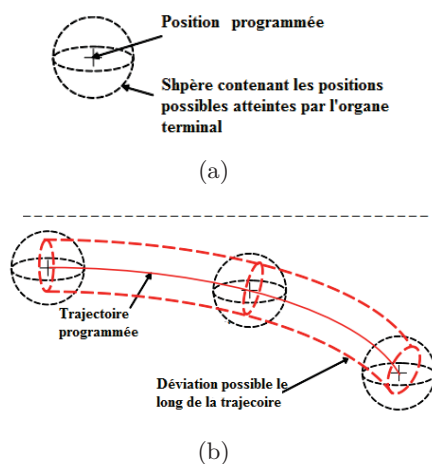 Position programmée
Shpère contenant les positions
possibles atteintes par l'organe
terminal
(a)
Trajectoire
programmée
Déviation possible le
long de la trajecoire
(b)